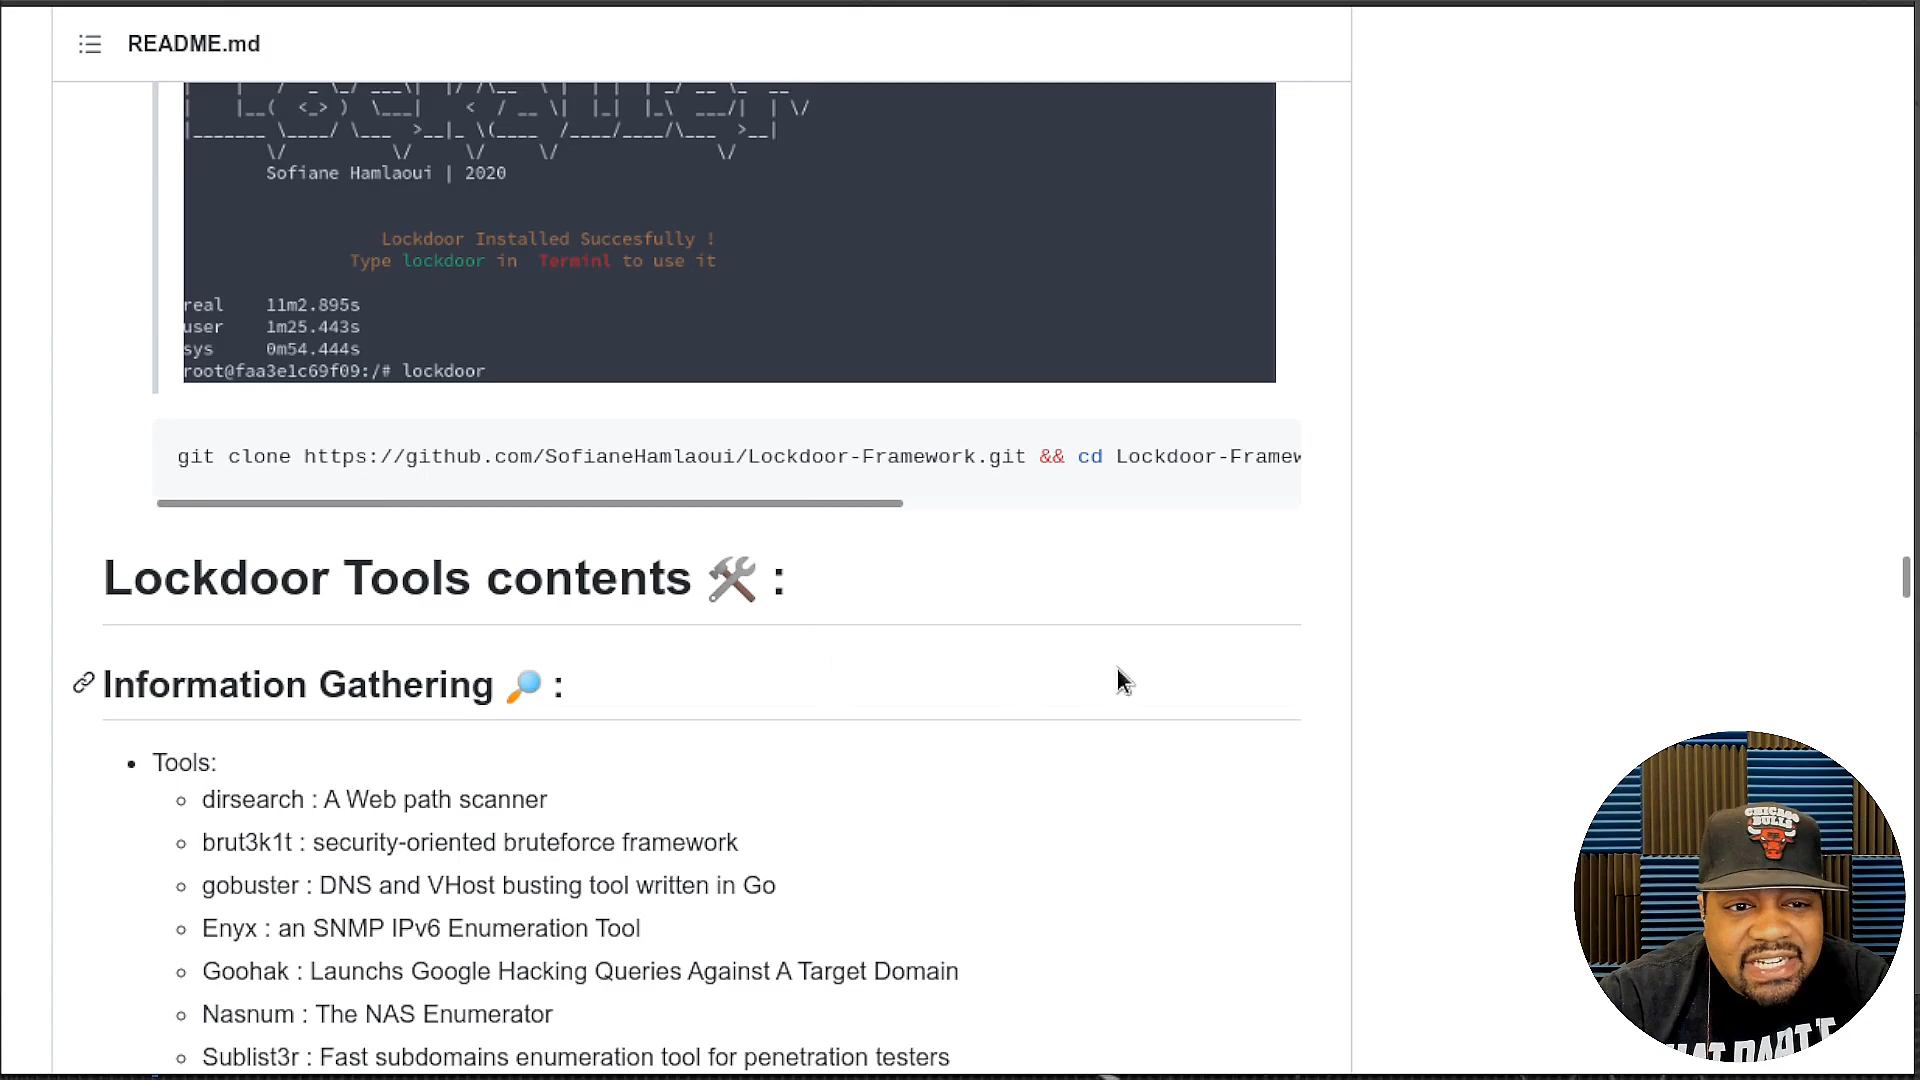 README.md
Sofiane Hamlaoui | 2020
Lockdoor Installed Succesfully !
Type lockdoor in Terminl to use it
real 11m2.895s
user 1m25.443s
sys 0m54.444s
root@faa3e1c69f09:/# lockdoor
git clone https://github.com/SofianeHamlaoui/Lockdoor-Framework.git && cd Lockdoor-Framew
Lockdoor Tools contents 🛠 :
Information Gathering 🔎 :
Tools:
dirsearch : A Web path scanner
brut3k1t : security-oriented bruteforce framework
gobuster : DNS and VHost busting tool written in Go
Enyx : an SNMP IPv6 Enumeration Tool
Goohak : Launchs Google Hacking Queries Against A Target Domain
Nasnum : The NAS Enumerator
Sublist3r : Fast subdomains enumeration tool for penetration testers
CHICAGO
BULLS